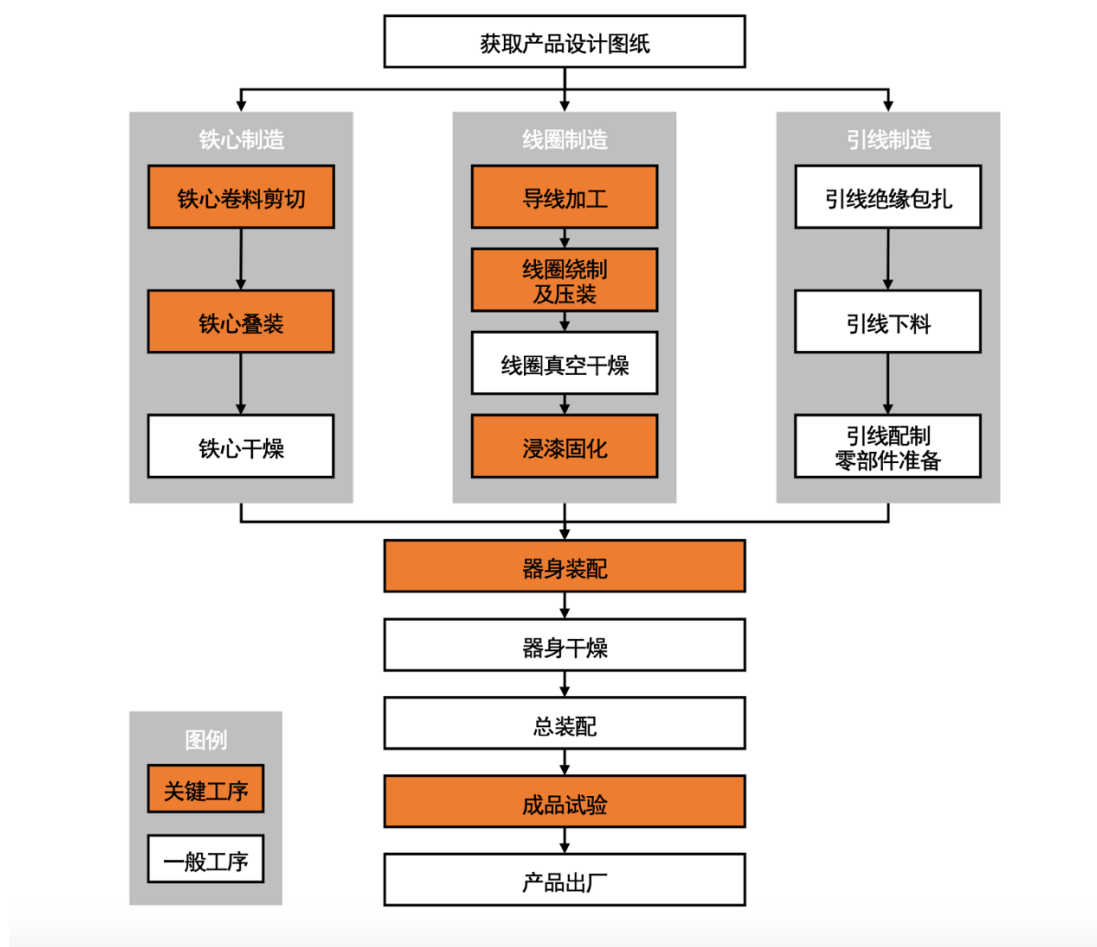 获取产品设计图纸
铁心制造
铁心卷料剪切
铁心叠装
铁心干燥
线圈制造
导线加工
线圈绕制
及压装
线圈真空干燥
浸漆固化
引线制造
引线绝缘包扎
引线下料
引线配制
零部件准备
器身装配
器身干燥
总装配
成品试验
产品出厂
图例
关键工序
一般工序